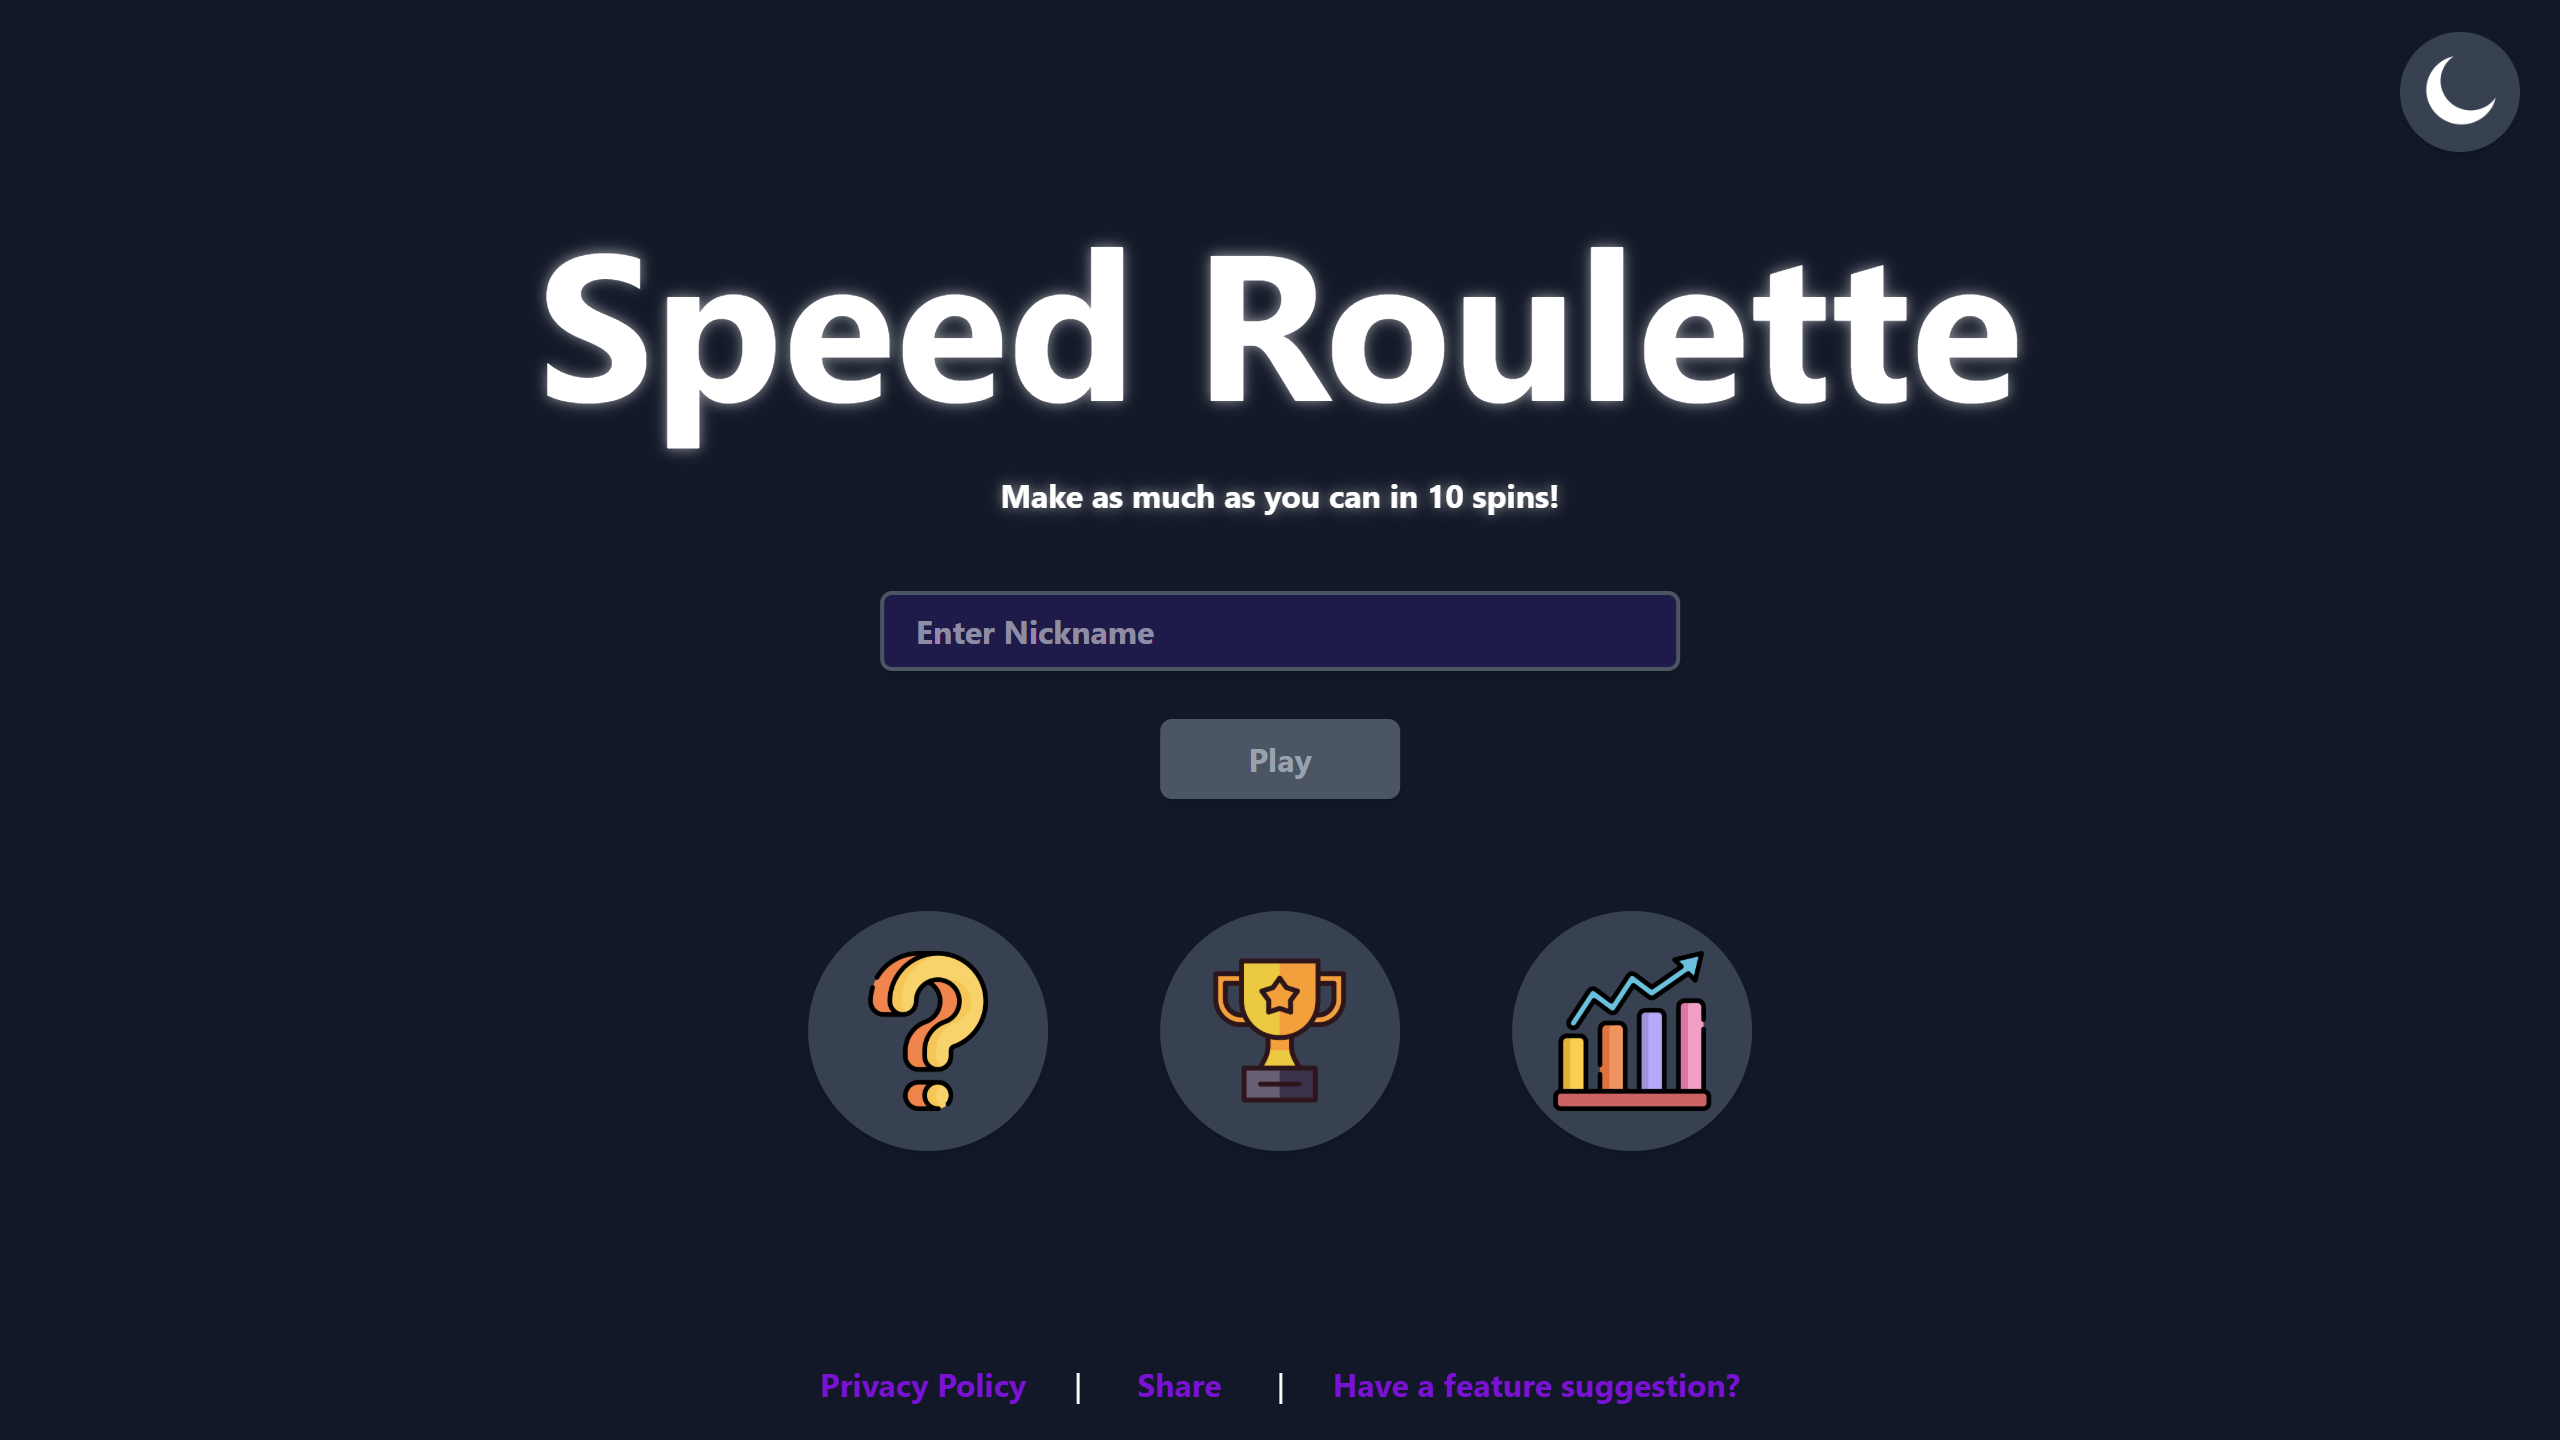 Speed Roulette
Make as much as you can in 10 spins!
Enter Nickname
Play
Privacy Policy | Share | Have a feature suggestion?